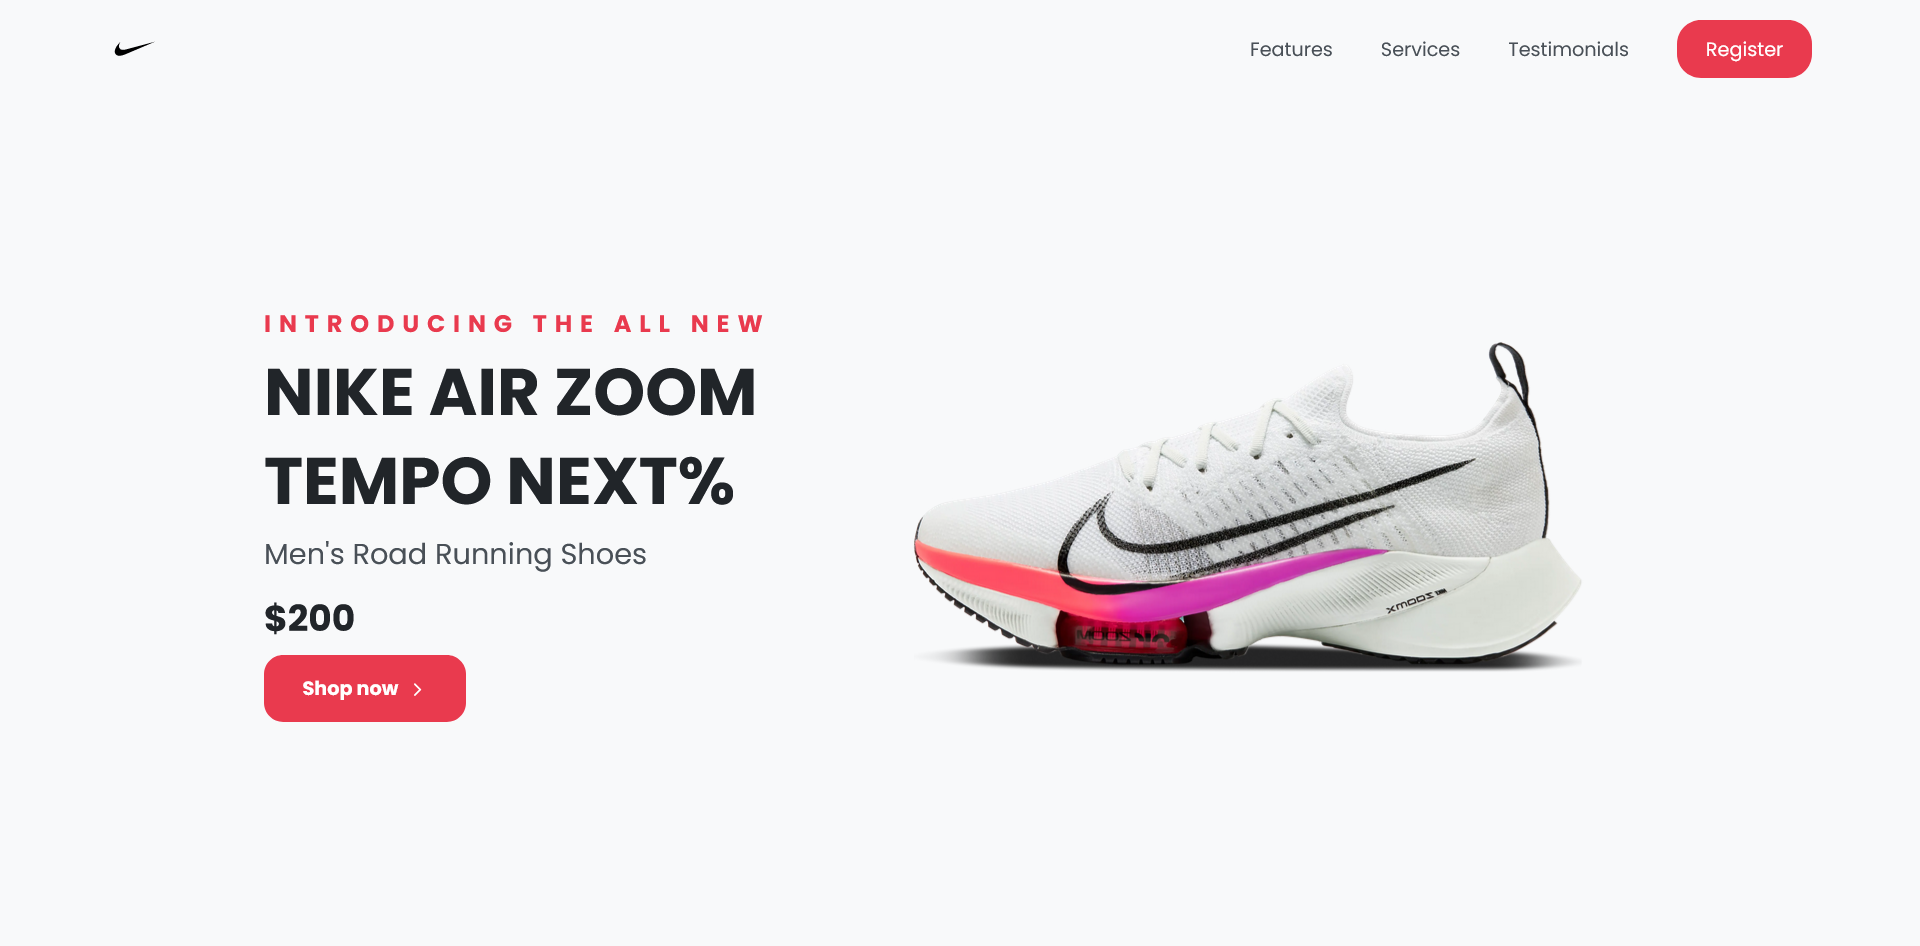 Features Services Testimonials Register
INTRODUCING THE ALL NEW
NIKE AIR ZOOM
TEMPO NEXT%
Men's Road Running Shoes
$200
Shop now